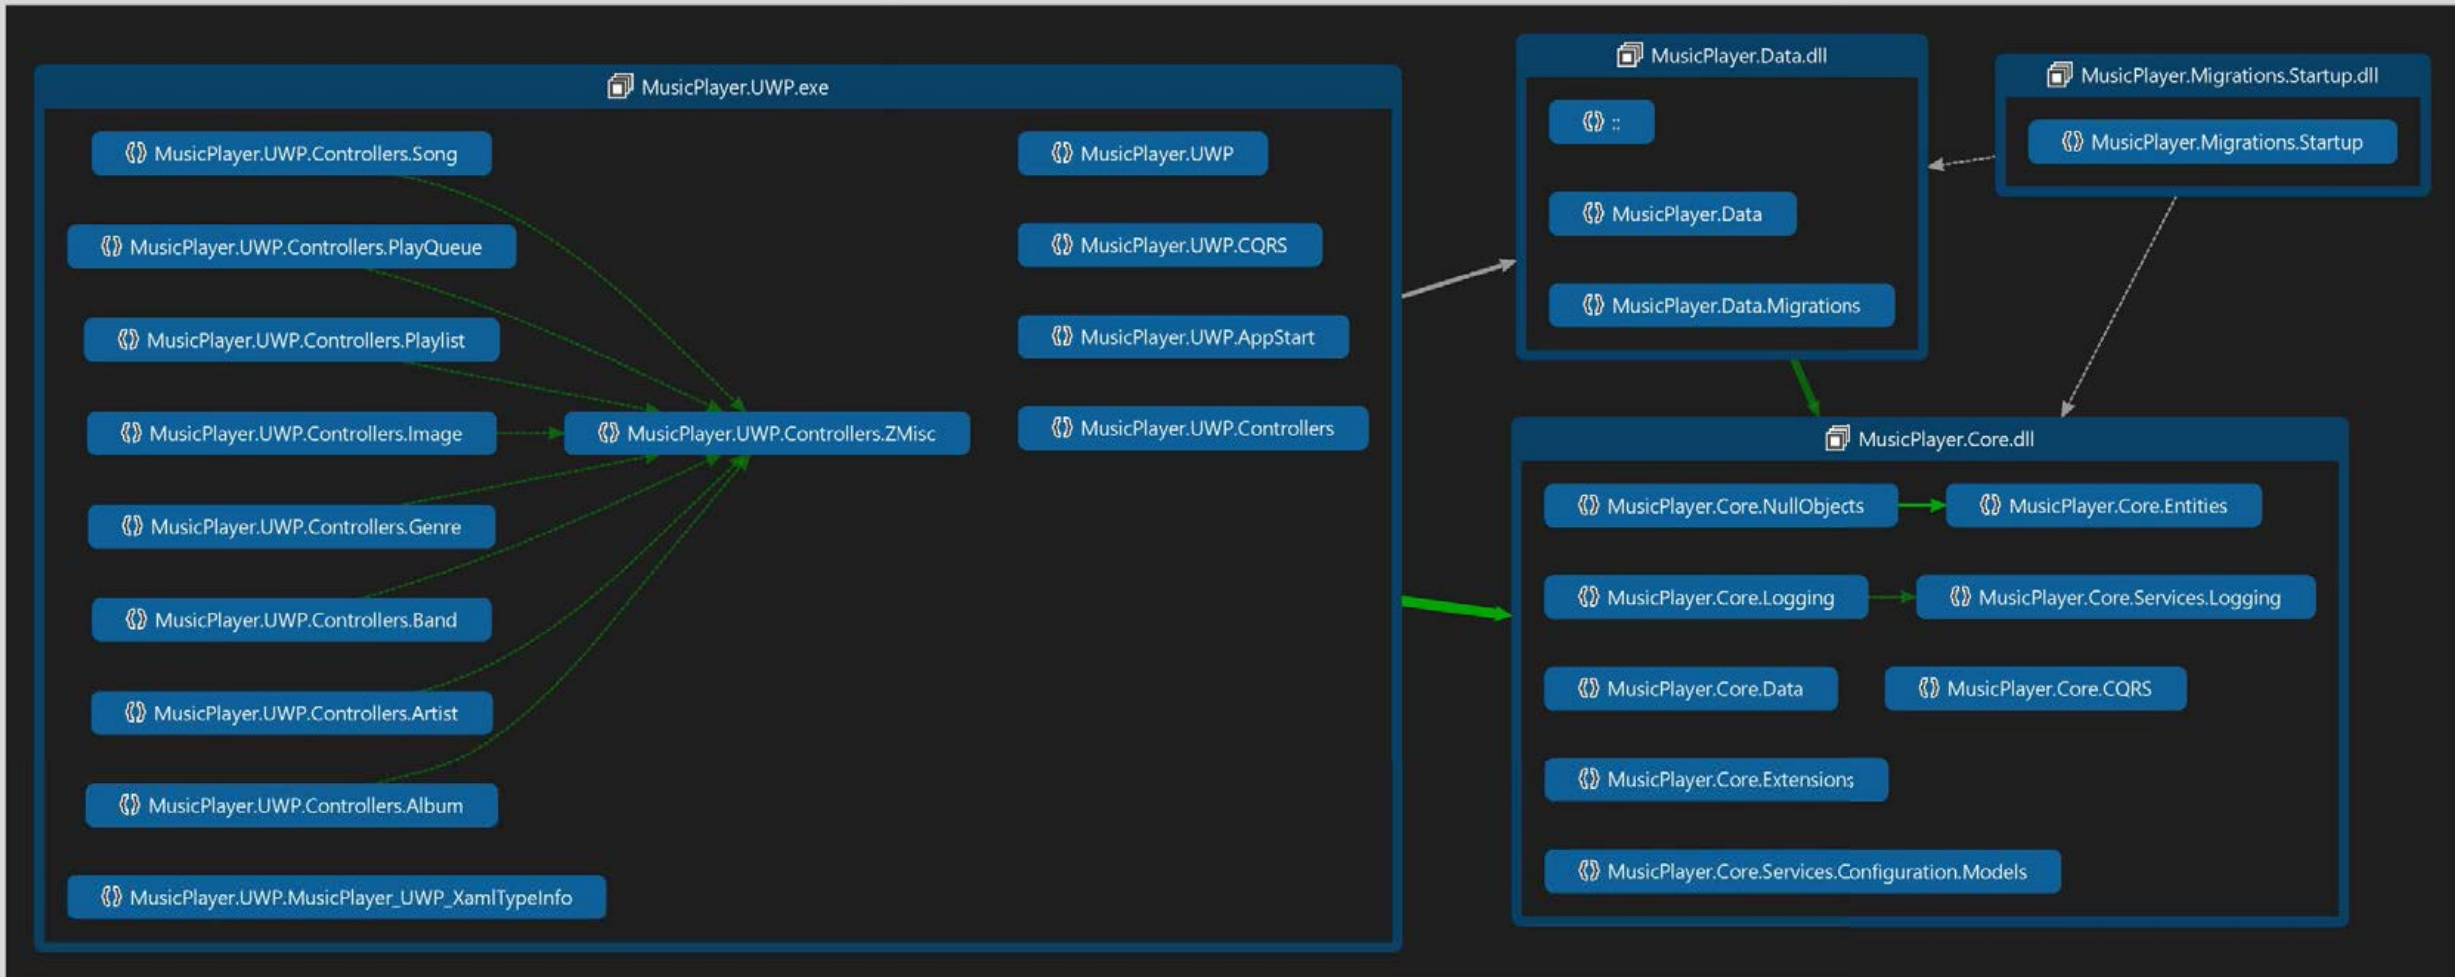 MusicPlayer.UWP.exe
MusicPlayer.UWP.Controllers.Song
MusicPlayer.UWP.Controllers.PlayQueue
MusicPlayer.UWP.Controllers.Playlist
MusicPlayer.UWP.Controllers.Image
MusicPlayer.UWP.Controllers.ZMisc
MusicPlayer.UWP.Controllers.Genre
MusicPlayer.UWP.Controllers.Band
MusicPlayer.UWP.Controllers.Artist
MusicPlayer.UWP.Controllers.Album
MusicPlayer.UWP.MusicPlayer_UWP_XamlTypeInfo
MusicPlayer.UWP
MusicPlayer.UWP.CQRS
MusicPlayer.UWP.AppStart
MusicPlayer.UWP.Controllers
MusicPlayer.Data.dll
::
MusicPlayer.Data
MusicPlayer.Data.Migrations
MusicPlayer.Migrations.Startup.dll
MusicPlayer.Migrations.Startup
MusicPlayer.Core.dll
MusicPlayer.Core.NullObjects
MusicPlayer.Core.Entities
MusicPlayer.Core.Logging
MusicPlayer.Core.Services.Logging
MusicPlayer.Core.Data
MusicPlayer.Core.CQRS
MusicPlayer.Core.Extensions
MusicPlayer.Core.Services.Configuration.Models